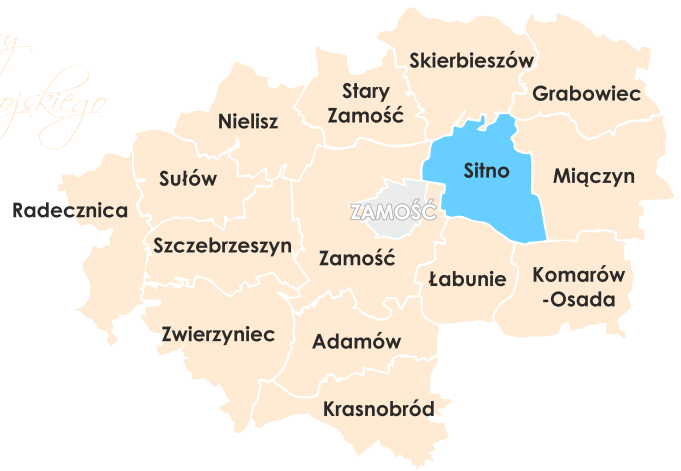 Skierbieszów
Grabowiec
Stary
Zamość
Nielisz
Sitno
Miączyn
Sułów
Radecznica
ZAMOŚĆ
Szczebrzeszyn
Zamość
Łabunie
Komarów
-Osada
Zwierzyniec
Adamów
Krasnobród